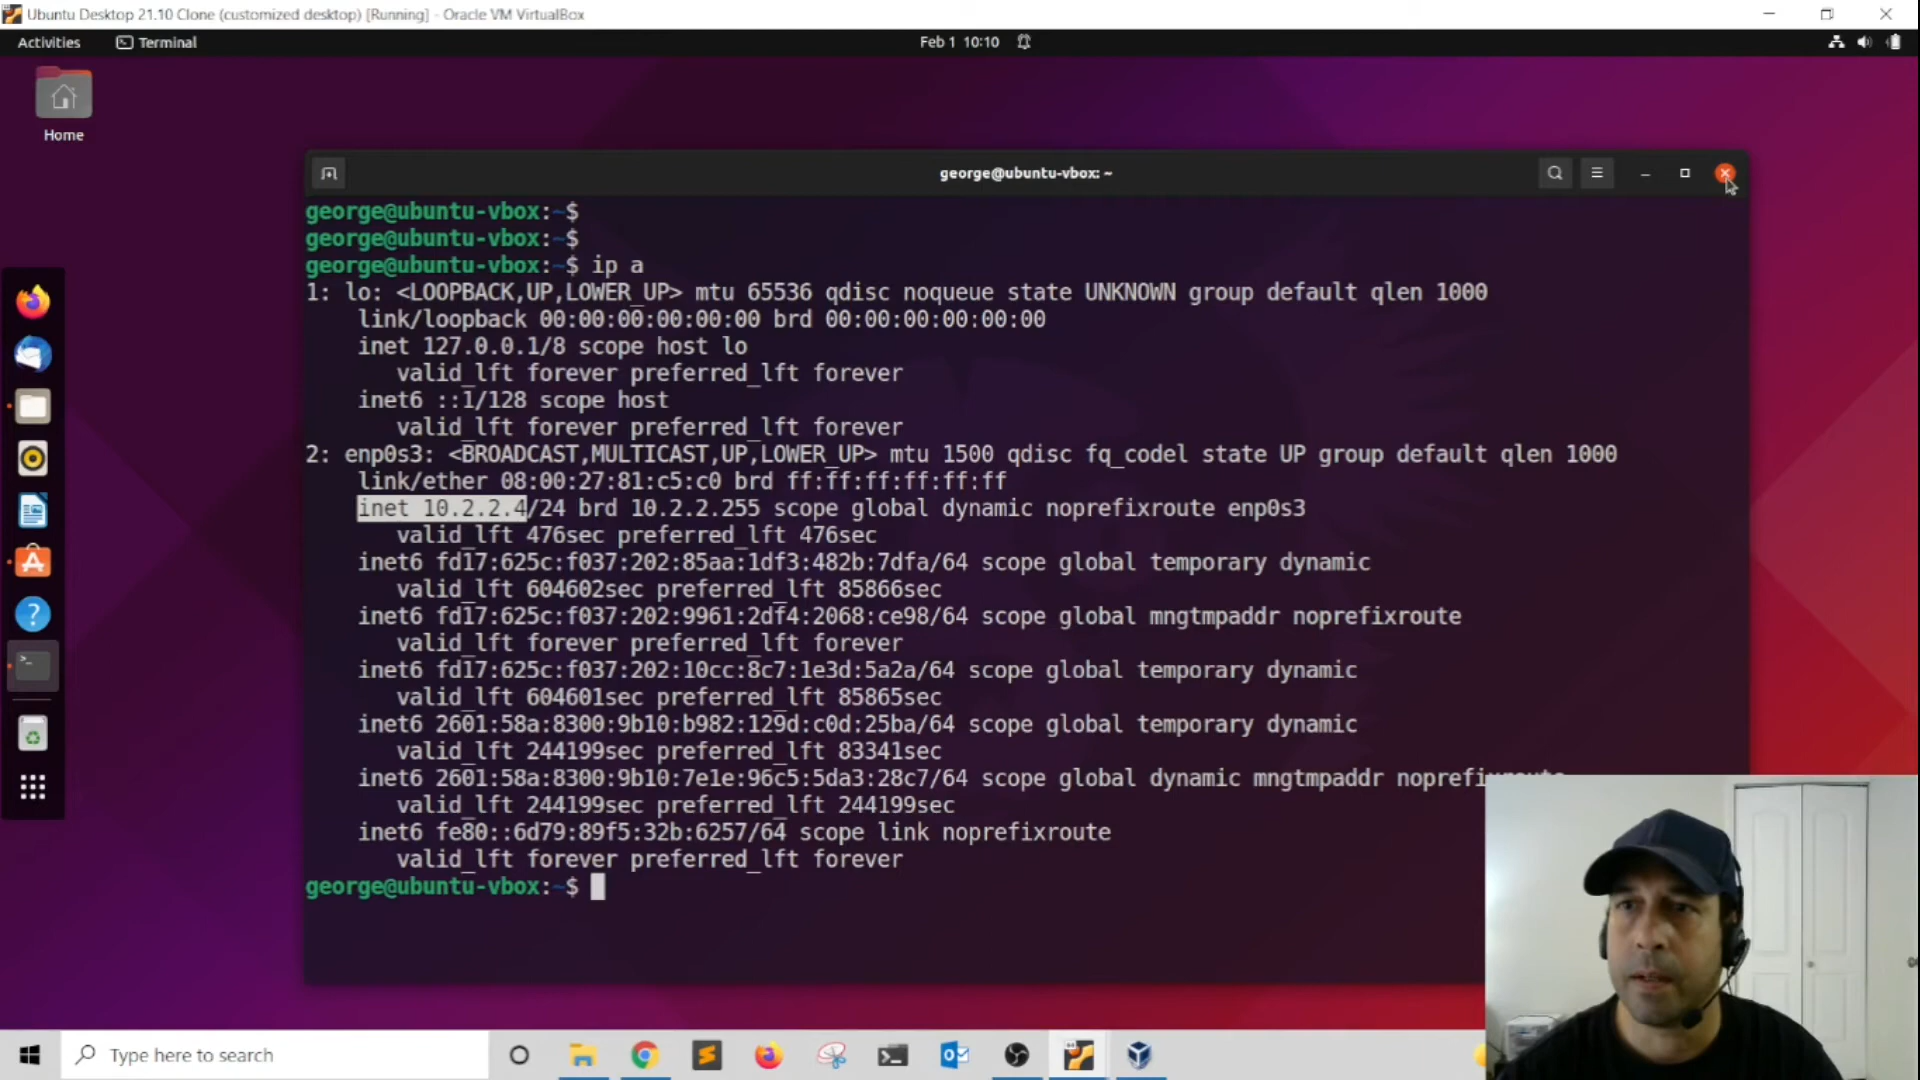 Ubuntu Desktop 21.10 Clone (customized desktop) [Running] - Oracle VM VirtualBox
Activities
Terminal
Feb 1 10:10
Home
george@ubuntu-vbox: ~
george@ubuntu-vbox:~$
george@ubuntu-vbox:~$
george@ubuntu-vbox:~$ ip a
1: lo: <LOOPBACK,UP,LOWER_UP> mtu 65536 qdisc noqueue state UNKNOWN group default qlen 1000
link/loopback 00:00:00:00:00:00 brd 00:00:00:00:00:00
inet 127.0.0.1/8 scope host lo
valid_lft forever preferred_lft forever
inet6 ::1/128 scope host
valid_lft forever preferred_lft forever
2: enp0s3: <BROADCAST,MULTICAST,UP,LOWER_UP> mtu 1500 qdisc fq_codel state UP group default qlen 1000
link/ether 08:00:27:81:c5:c0 brd ff:ff:ff:ff:ff:ff
inet 10.2.2.4/24 brd 10.2.2.255 scope global dynamic noprefixroute enp0s3
valid_lft 476sec preferred_lft 476sec
inet6 fd17:625c:f037:202:85aa:1df3:482b:7dfa/64 scope global temporary dynamic
valid_lft 604602sec preferred_lft 85866sec
inet6 fd17:625c:f037:202:9961:2df4:2068:ce98/64 scope global mngtmpaddr noprefixroute
valid_lft forever preferred_lft forever
inet6 fd17:625c:f037:202:10cc:8c7:1e3d:5a2a/64 scope global temporary dynamic
valid_lft 604601sec preferred_lft 85865sec
inet6 2601:58a:8300:9b10:b982:129d:c0d:25ba/64 scope global temporary dynamic
valid_lft 244199sec preferred_lft 83341sec
inet6 2601:58a:8300:9b10:7e1e:96c5:5da3:28c7/64 scope global dynamic mngtmpaddr noprefixroute
valid_lft 244199sec preferred_lft 244199sec
inet6 fe80::6d79:89f5:32b:6257/64 scope link noprefixroute
valid_lft forever preferred_lft forever
george@ubuntu-vbox:~$
Type here to search